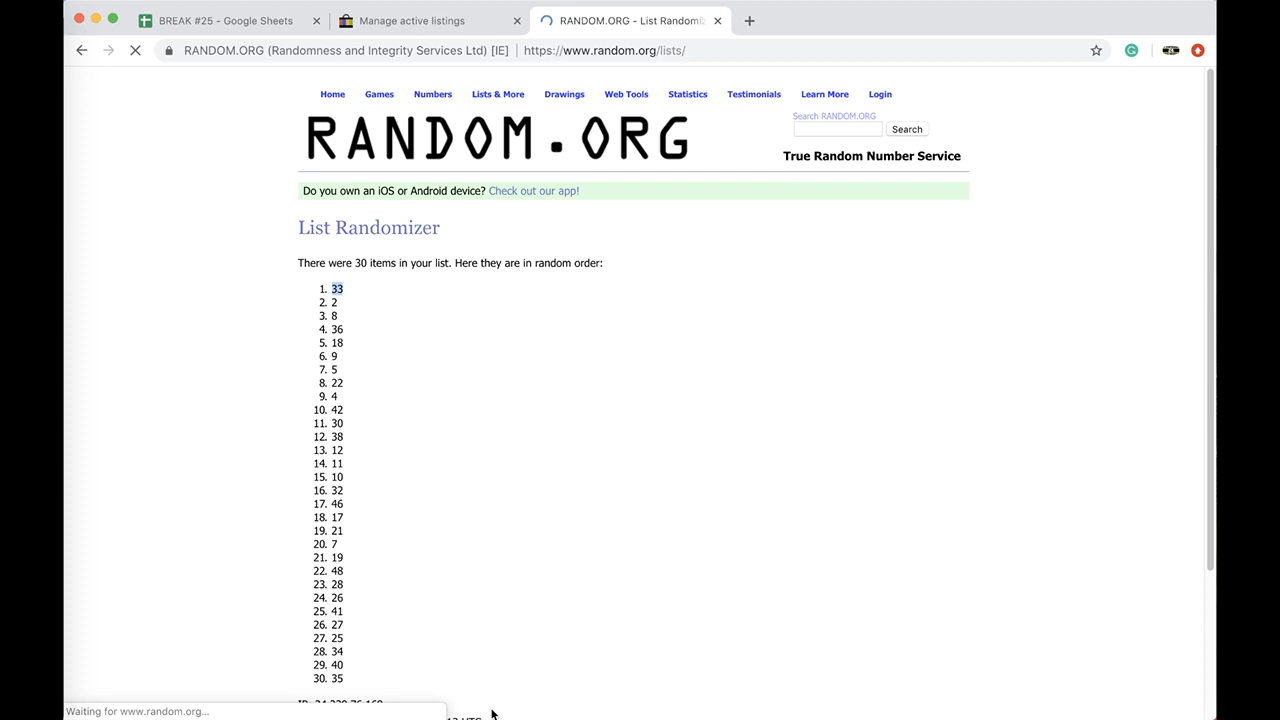 BREAK #25 - Google Sheets
Manage active listings
RANDOM.ORG - List Randomiz
RANDOM.ORG (Randomness and Integrity Services Ltd) [IE] | https://www.random.org/lists/
Home Games Numbers Lists & More Drawings Web Tools Statistics Testimonials Learn More Login
RANDOM.ORG
Search RANDOM.ORG
Search
True Random Number Service
Do you own an iOS or Android device? Check out our app!
List Randomizer
There were 30 items in your list. Here they are in random order:
1. 33
2. 2
3. 8
4. 36
5. 18
6. 9
7. 5
8. 22
9. 4
10. 42
11. 30
12. 38
13. 12
14. 11
15. 10
16. 32
17. 46
18. 17
19. 21
20. 7
21. 19
22. 48
23. 28
24. 26
25. 41
26. 27
27. 25
28. 34
29. 40
30. 35
Waiting for www.random.org...